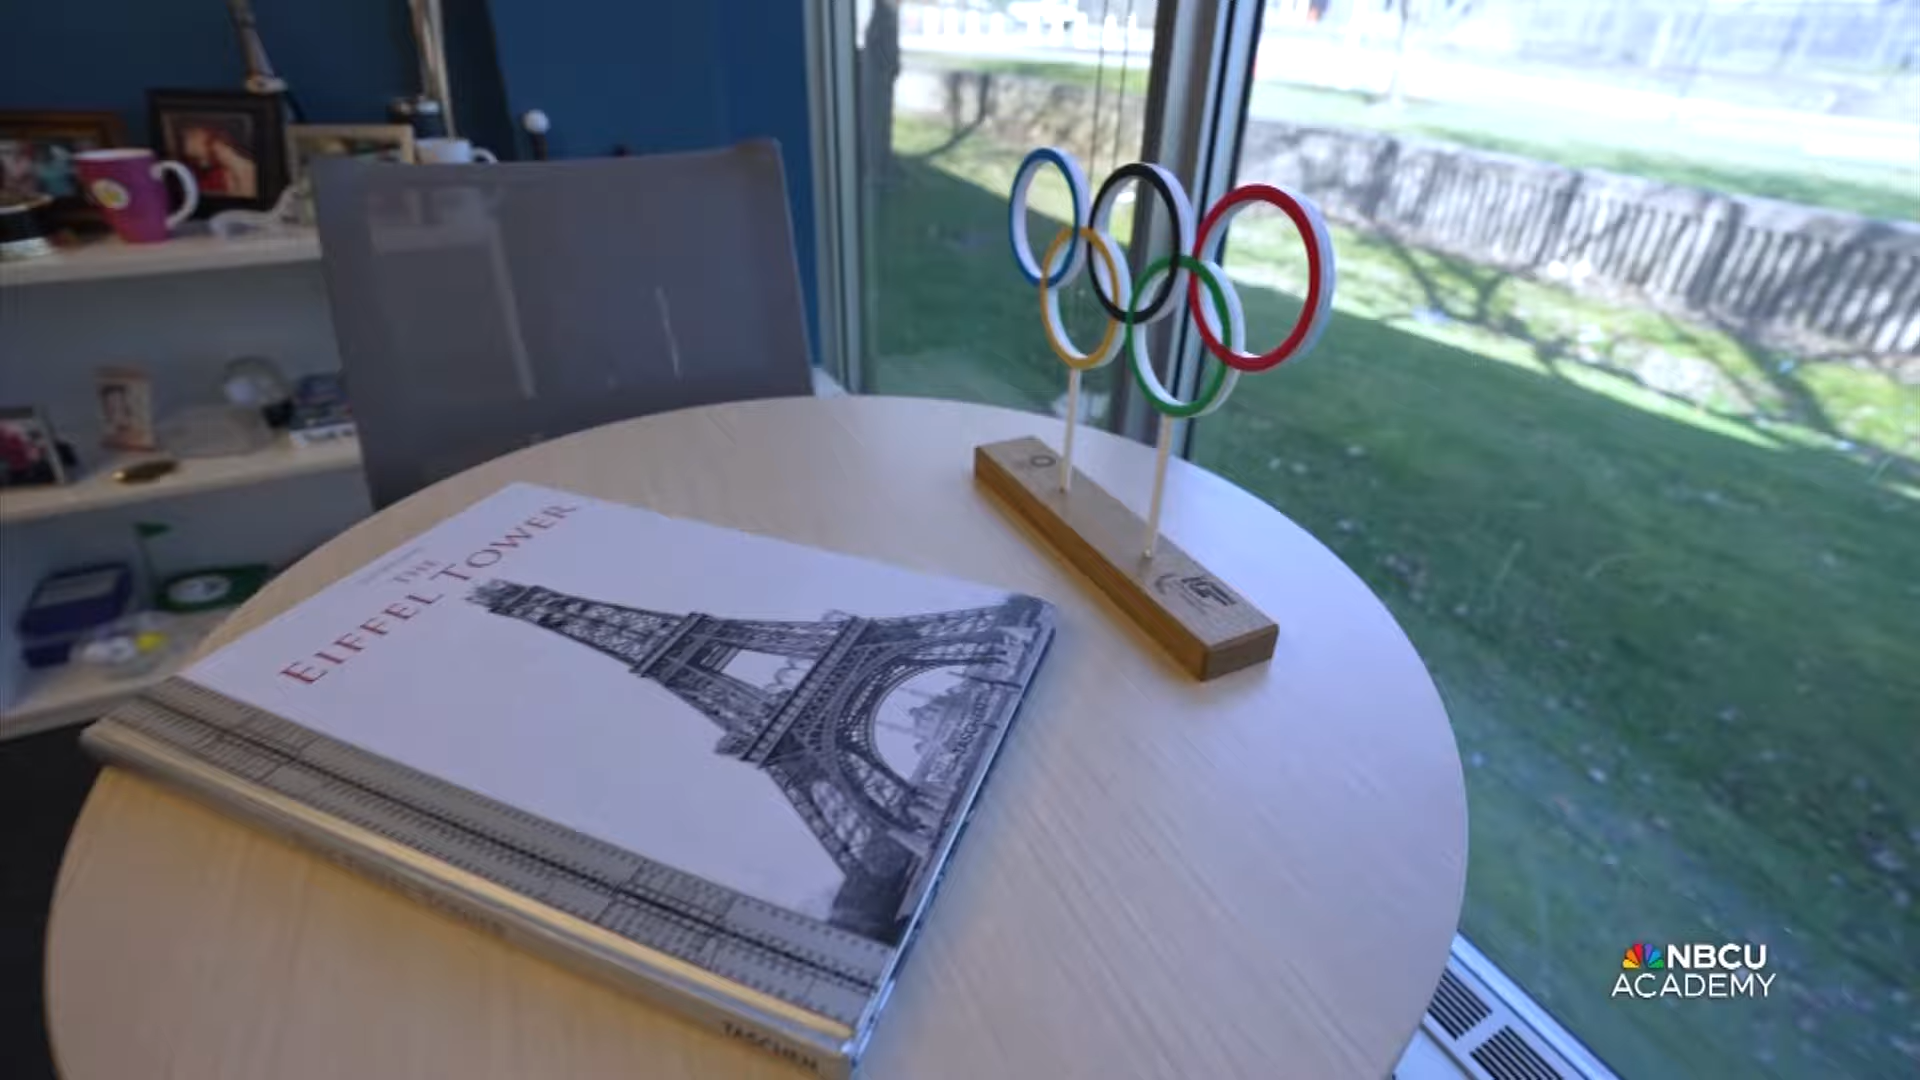 THE
EIFFEL TOWER
TASCHEN
TASCHEN
NBCU
ACADEMY